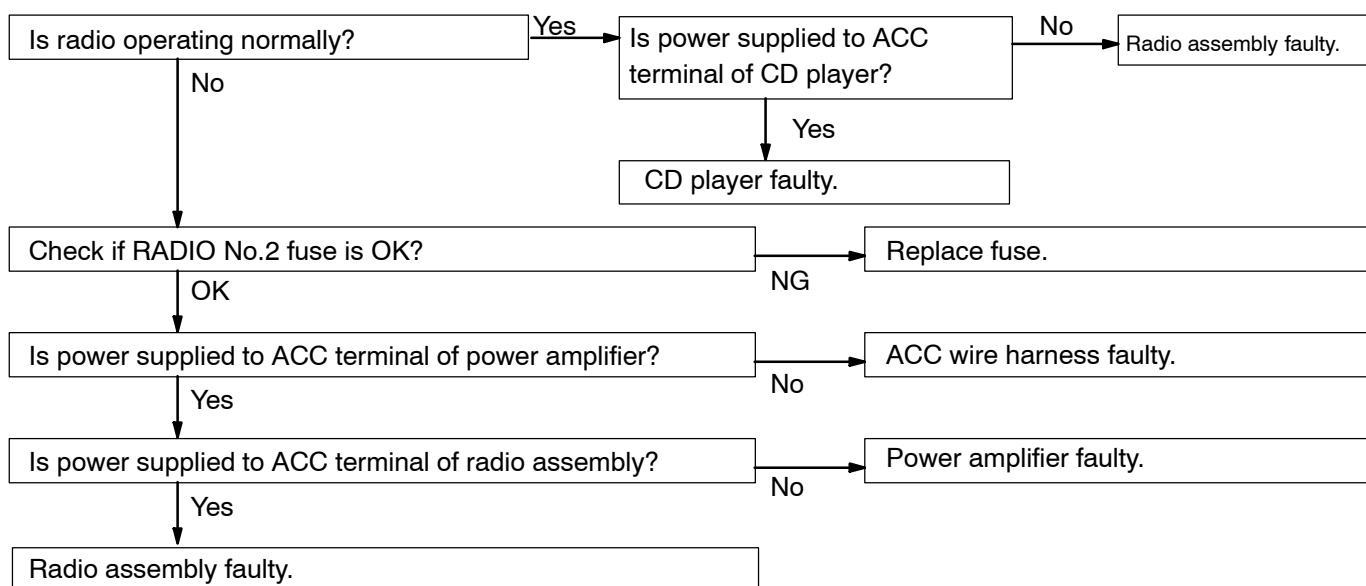 Is radio operating normally?
Yes
Is power supplied to ACC
terminal of CD player?
No
Radio assembly faulty.
No
Yes
CD player faulty.
Check if RADIO No.2 fuse is OK?
NG
Replace fuse.
OK
Is power supplied to ACC terminal of power amplifier?
No
ACC wire harness faulty.
Yes
Is power supplied to ACC terminal of radio assembly?
No
Power amplifier faulty.
Yes
Radio assembly faulty.